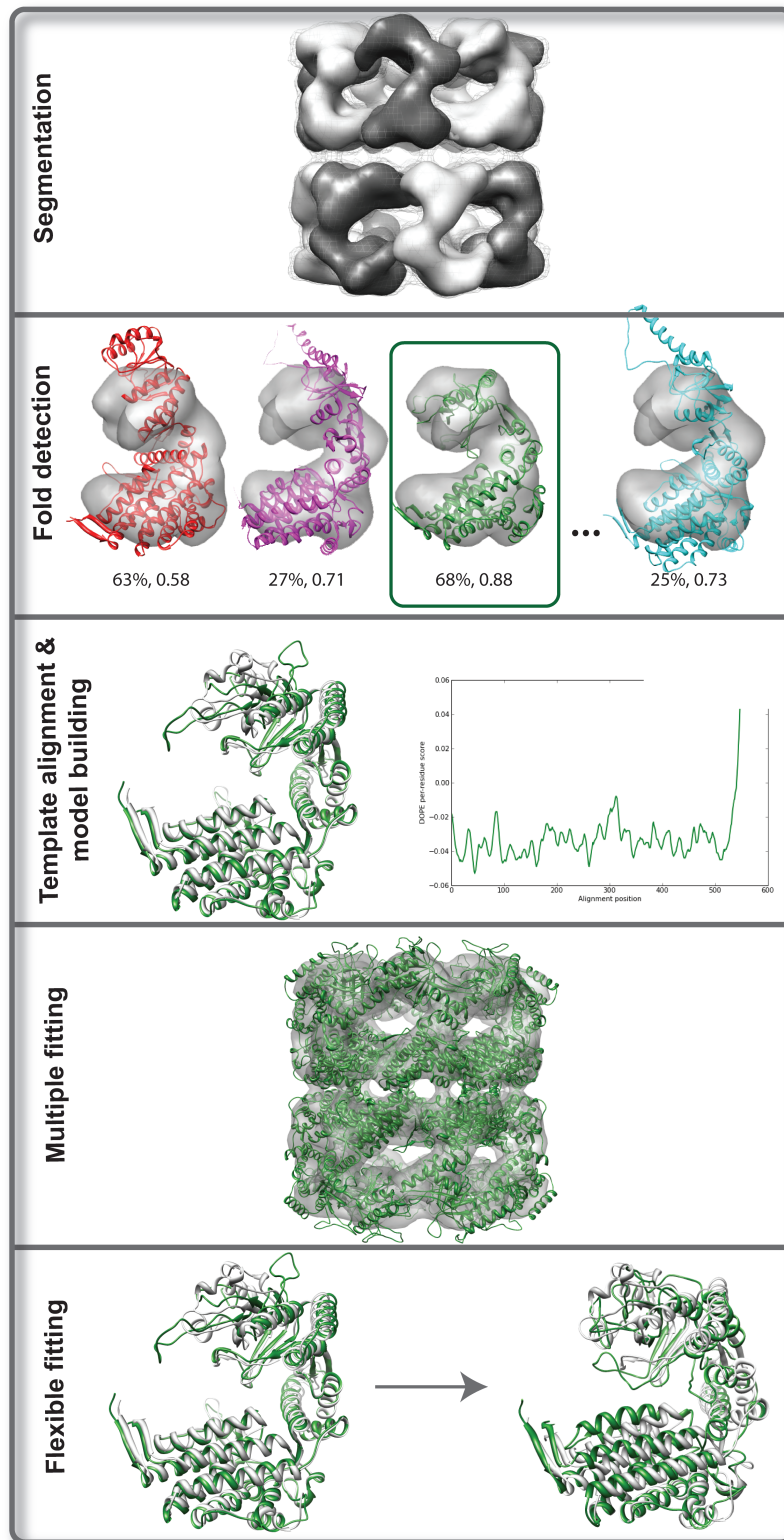 Segmentation
Fold detection
63%, 0.58
27%, 0.71
68%, 0.88
...
25%, 0.73
Template alignment &
model building
0.06
0.04
0.02
0.00
−0.02
−0.04
−0.06
DOPE per-residue score
0
100
200
300
400
500
600
Alignment position
Multiple fitting
Flexible fitting